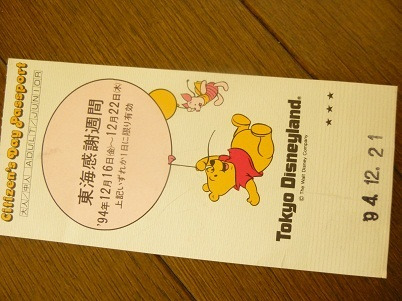 Citizen's Day Passport
大人/中人 ADULT/JUNIOR
東海感謝週間
'94年12月16日(金)～12月22日(木)
上記いずれか1日に限り有効
Tokyo Disneyland®
© The Walt Disney Company
★ ★ ★
94.12.21